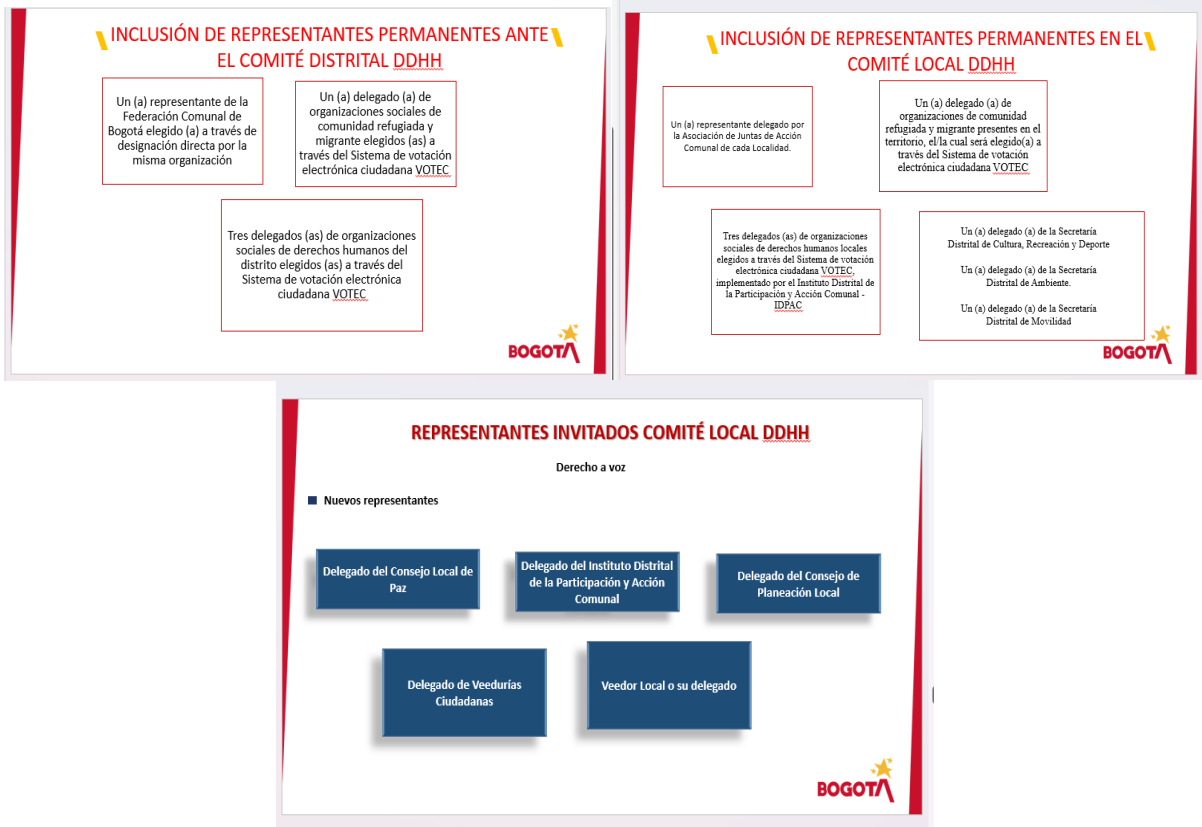 INCLUSIÓN DE REPRESENTANTES PERMANENTES ANTE
EL COMITÉ DISTRITAL DDHH
Un (a) representante de la
Federación Comunal de
Bogotá elegido (a) a través de
designación directa por la
misma organización
Un (a) delegado (a) de
organizaciones sociales de
comunidad refugiada y
migrante elegidos (as) a
través del Sistema de votación
electrónica ciudadana VOTEC
Tres delegados (as) de organizaciones
sociales de derechos humanos del
distrito elegidos (as) a través del
Sistema de votación electrónica
ciudadana VOTEC
BOGOTÁ
INCLUSIÓN DE REPRESENTANTES PERMANENTES EN EL
COMITÉ LOCAL DDHH
Un (a) representante delegado por
la Asociación de Juntas de Acción
Comunal de cada Localidad.
Un (a) delegado (a) de
organizaciones de comunidad
refugiada y migrante presentes en el
territorio, el/la cual será elegido(a) a
través del Sistema de votación
electrónica ciudadana VOTEC
Tres delegados (as) de organizaciones
sociales de derechos humanos locales
elegidos a través del Sistema de votación
electrónica ciudadana VOTEC,
implementado por el Instituto Distrital de
la Participación y Acción Comunal -
IDPAC
Un (a) delegado (a) de la Secretaría
Distrital de Cultura, Recreación y Deporte
Un (a) delegado (a) de la Secretaría
Distrital de Ambiente.
Un (a) delegado (a) de la Secretaría
Distrital de Movilidad
BOGOTÁ
REPRESENTANTES INVITADOS COMITÉ LOCAL DDHH
Derecho a voz
Nuevos representantes
Delegado del Consejo Local de
Paz
Delegado del Instituto Distrital
de la Participación y Acción
Comunal
Delegado del Consejo de
Planeación Local
Delegado de Veedurías
Ciudadanas
Veedor Local o su delegado
BOGOTÁ